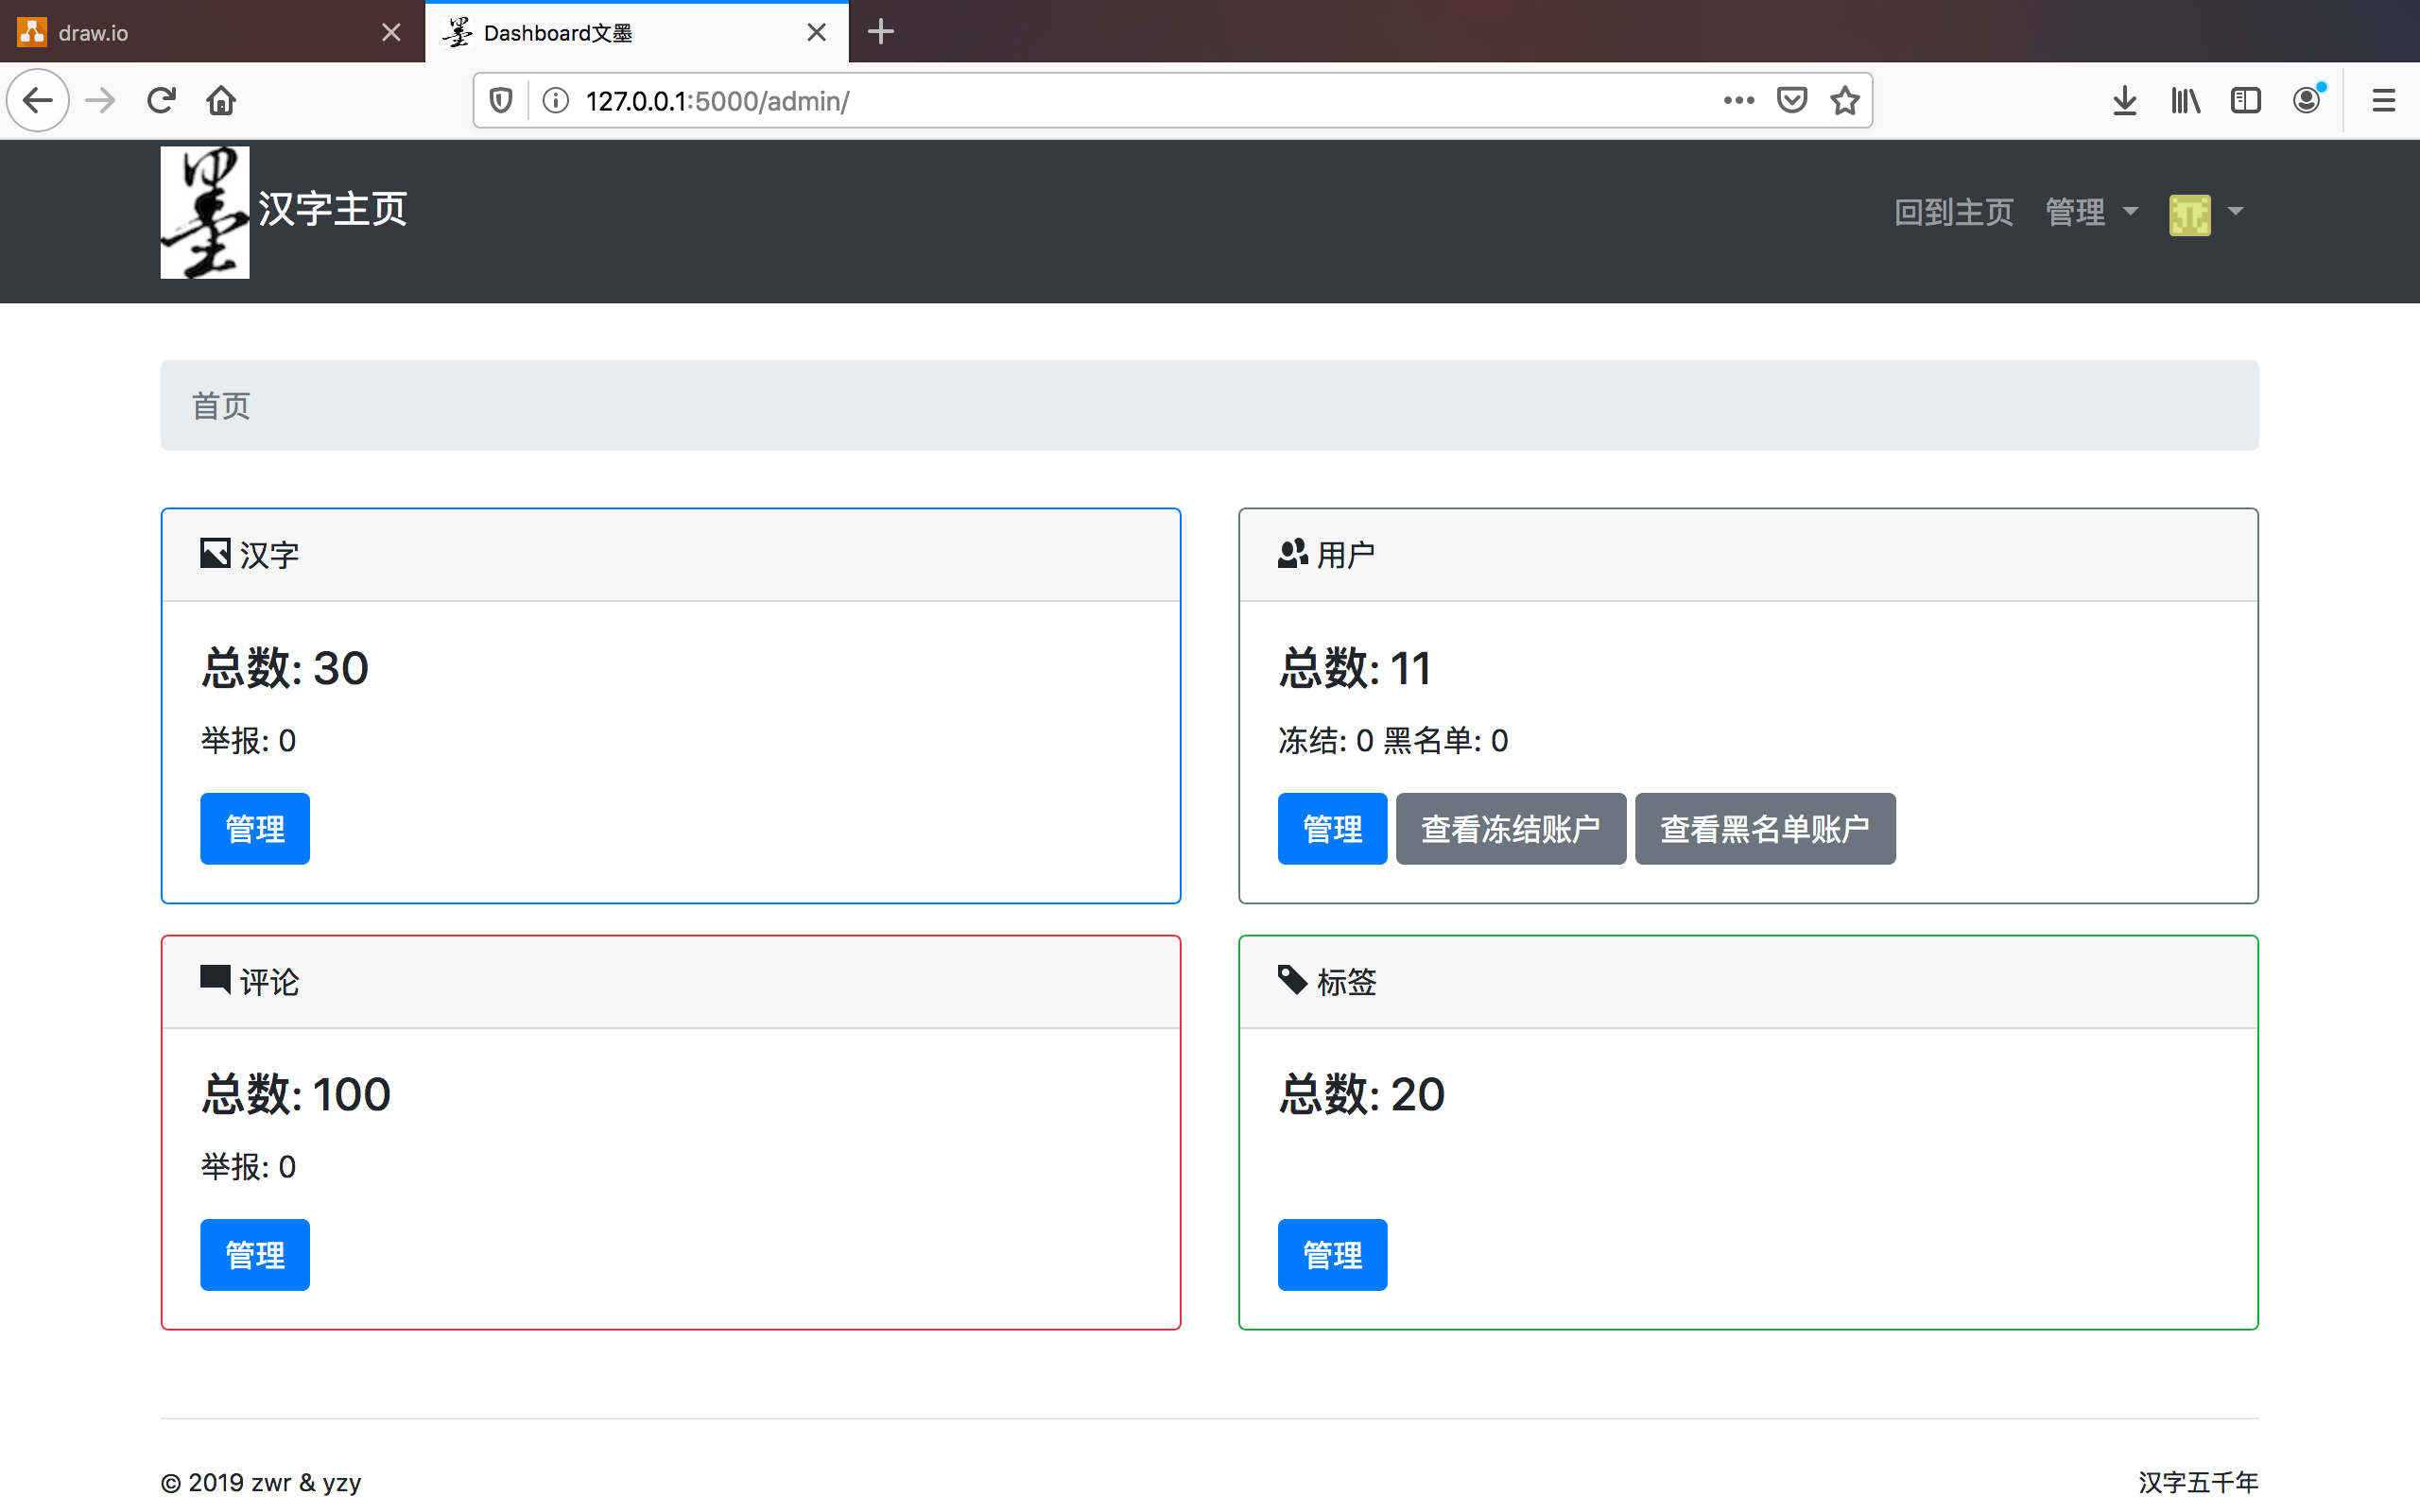 draw.io
Dashboard文墨
127.0.0.1:5000/admin/
墨 汉字主页
回到主页 管理
首页
汉字
总数: 30
举报: 0
管理
用户
总数: 11
冻结: 0 黑名单: 0
管理 查看冻结账户 查看黑名单账户
评论
总数: 100
举报: 0
管理
标签
总数: 20
管理
© 2019 zwr & yzy
汉字五千年